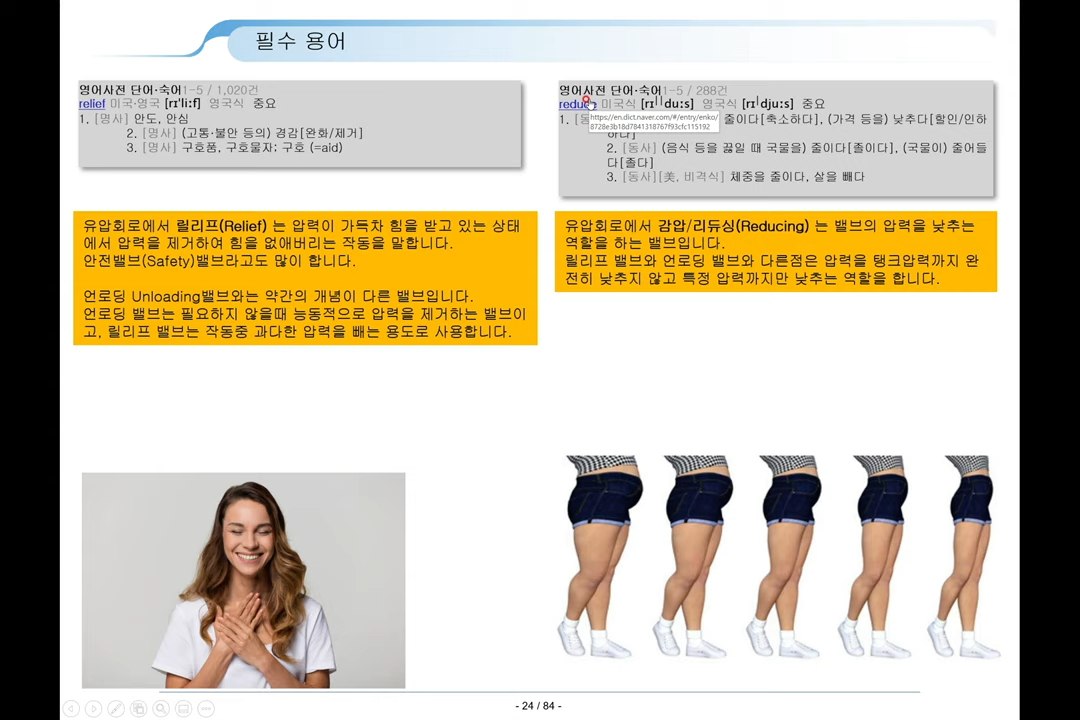 필수 용어
영어사전 단어·숙어1-5 / 1,020건
relief 미국·영국 [rɪˈliːf] 영국식 중요
1. [명사] 안도, 안심
2. [명사] (고통·불안 등의) 경감[완화/제거]
3. [명사] 구호품, 구호물자; 구호 (=aid)
유압회로에서 릴리프(Relief) 는 압력이 가득차 힘을 받고 있는 상태
에서 압력을 제거하여 힘을 없애버리는 작동을 말합니다.
안전밸브(Safety)밸브라고도 많이 합니다.
언로딩 Unloading밸브와는 약간의 개념이 다른 밸브입니다.
언로딩 밸브는 필요하지 않을때 능동적으로 압력을 제거하는 밸브이
고, 릴리프 밸브는 작동중 과다한 압력을 빼는 용도로 사용합니다.
영어사전 단어·숙어1-5 / 288건
reduce 미국식 [rɪˈduːs] 영국식 [rɪˈdjuːs] 중요
https://en.dict.naver.com/#/entry/enko/
8728e3b18d7841318767f93cfc115192
1. 줄이다[축소하다], (가격 등을) 낮추다[할인/인하
하다]
2. [동사] (음식 등을 끓일 때 국물을) 줄이다[졸이다], (국물이) 줄어들
다[졸다]
3. [동사][美, 비격식] 체중을 줄이다, 살을 빼다
유압회로에서 감압/리듀싱(Reducing) 는 밸브의 압력을 낮추는
역할을 하는 밸브입니다.
릴리프 밸브와 언로딩 밸브와 다른점은 압력을 탱크압력까지 완
전히 낮추지 않고 특정 압력까지만 낮추는 역할을 합니다.
- 24 / 84 -